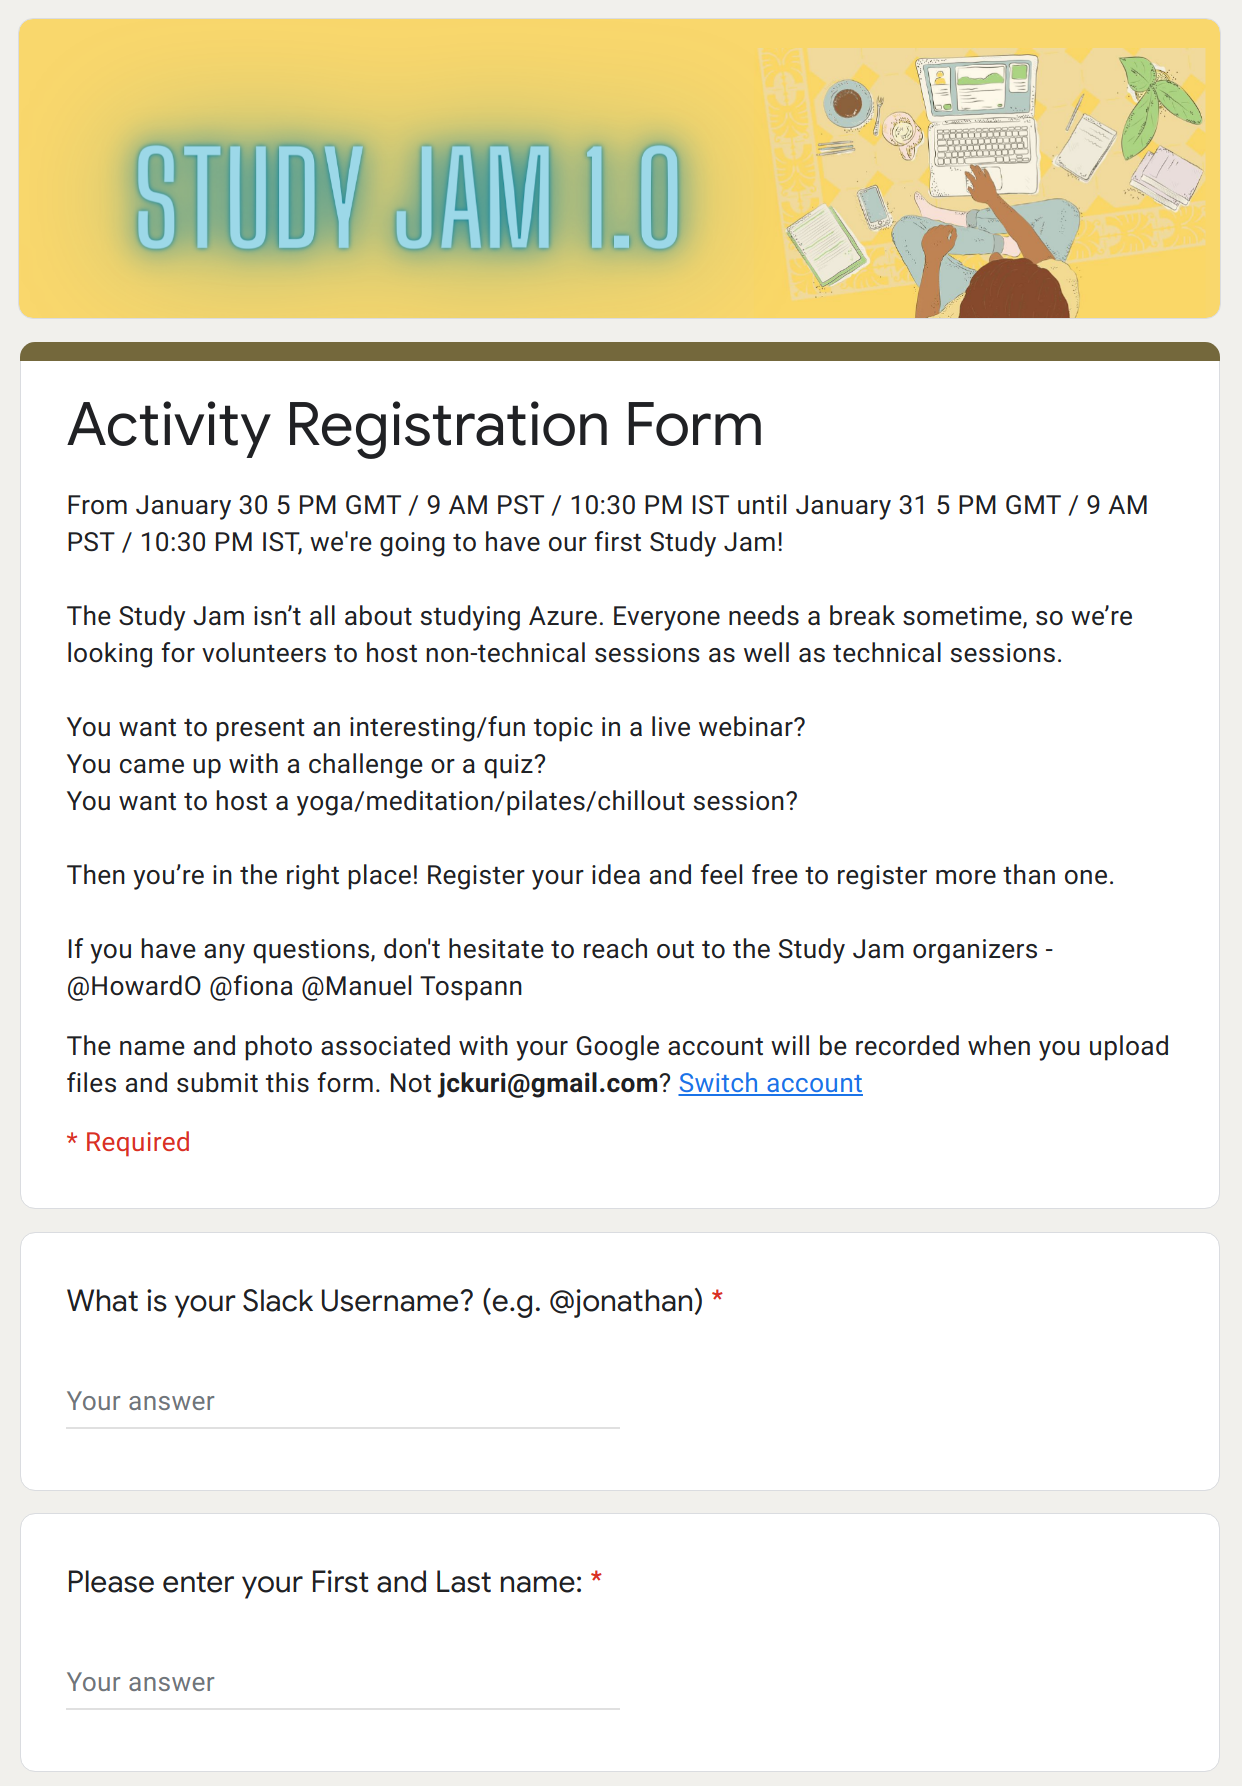 STUDY JAM 1.0
Activity Registration Form
From January 30 5 PM GMT / 9 AM PST / 10:30 PM IST until January 31 5 PM GMT / 9 AM
PST / 10:30 PM IST, we're going to have our first Study Jam!
The Study Jam isn’t all about studying Azure. Everyone needs a break sometime, so we’re
looking for volunteers to host non-technical sessions as well as technical sessions.
You want to present an interesting/fun topic in a live webinar?
You came up with a challenge or a quiz?
You want to host a yoga/meditation/pilates/chillout session?
Then you’re in the right place! Register your idea and feel free to register more than one.
If you have any questions, don't hesitate to reach out to the Study Jam organizers -
@HowardO @fiona @Manuel Tospann
The name and photo associated with your Google account will be recorded when you upload
files and submit this form. Not jckuri@gmail.com? Switch account
* Required
What is your Slack Username? (e.g. @jonathan) *
Your answer
Please enter your First and Last name: *
Your answer